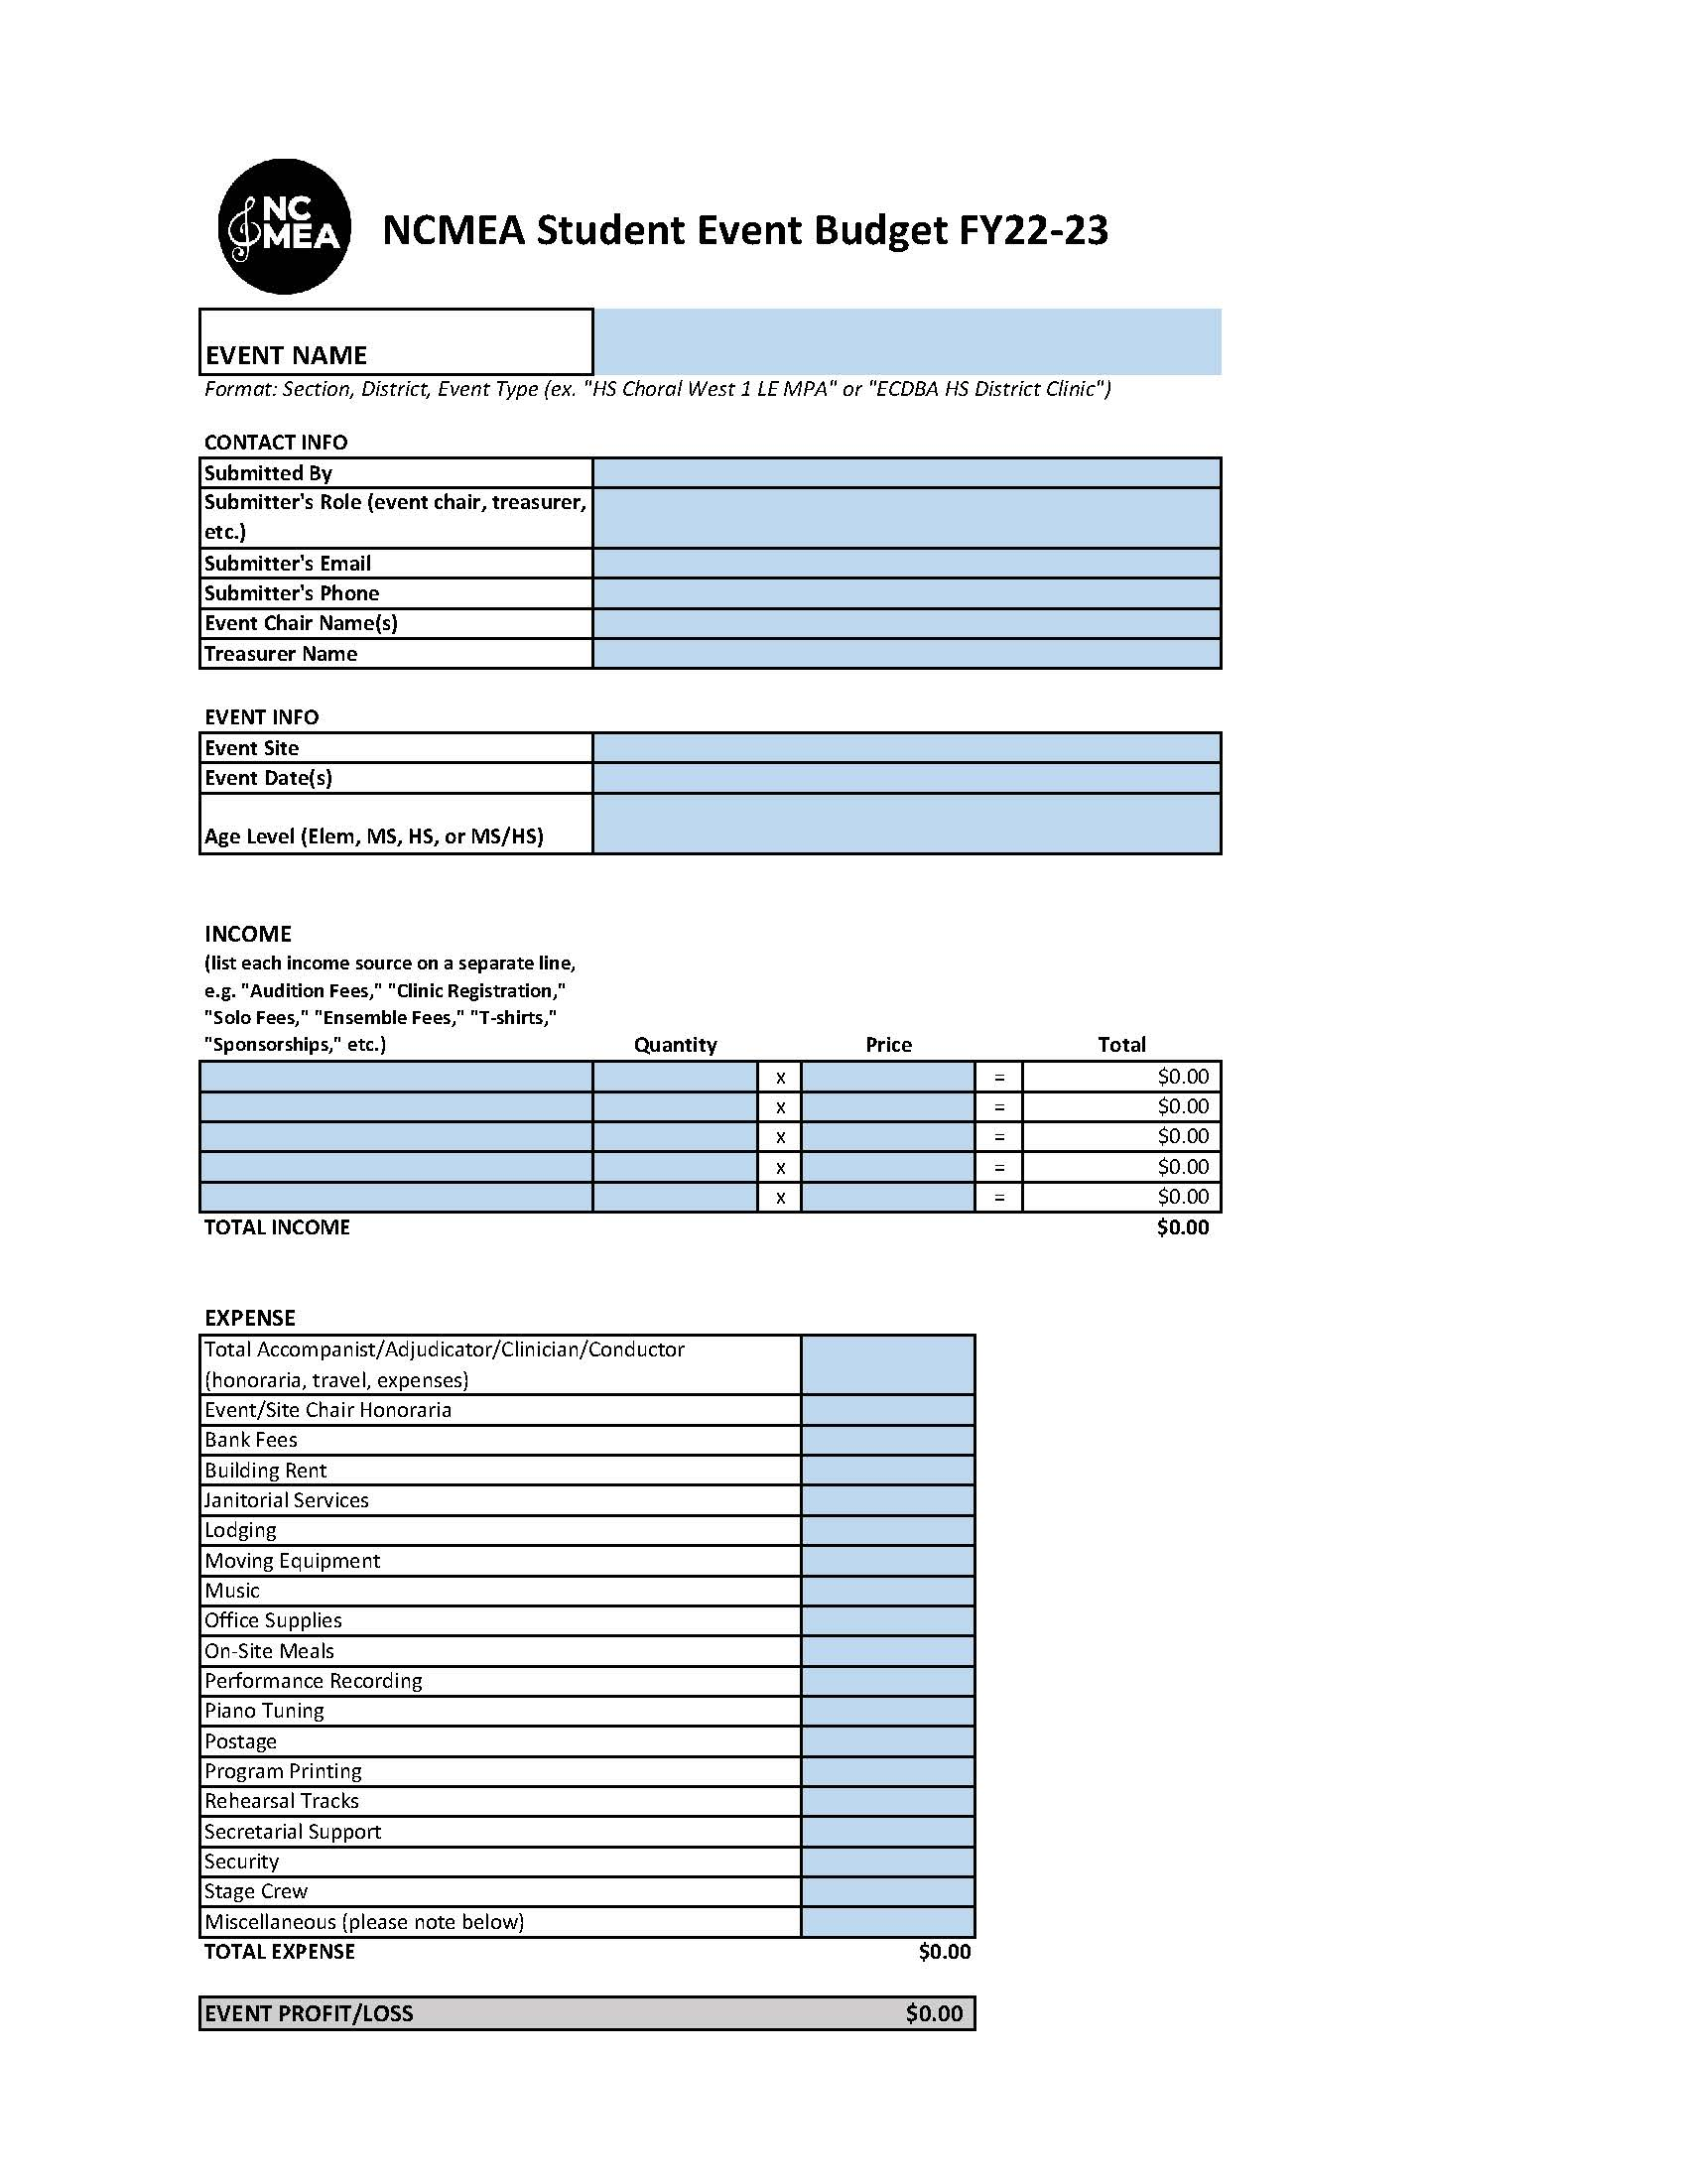 NC
MEA
NCMEA Student Event Budget FY22-23
EVENT NAME
Format: Section, District, Event Type (ex. "HS Choral West 1 LE MPA" or "ECDBA HS District Clinic")
CONTACT INFO
Submitted By
Submitter's Role (event chair, treasurer,
etc.)
Submitter's Email
Submitter's Phone
Event Chair Name(s)
Treasurer Name
EVENT INFO
Event Site
Event Date(s)
Age Level (Elem, MS, HS, or MS/HS)
INCOME
(list each income source on a separate line,
e.g. "Audition Fees," "Clinic Registration,"
"Solo Fees," "Ensemble Fees," "T-shirts,"
"Sponsorships," etc.) Quantity Price Total
x = $0.00
x = $0.00
x = $0.00
x = $0.00
x = $0.00
TOTAL INCOME $0.00
EXPENSE
Total Accompanist/Adjudicator/Clinician/Conductor
(honoraria, travel, expenses)
Event/Site Chair Honoraria
Bank Fees
Building Rent
Janitorial Services
Lodging
Moving Equipment
Music
Office Supplies
On-Site Meals
Performance Recording
Piano Tuning
Postage
Program Printing
Rehearsal Tracks
Secretarial Support
Security
Stage Crew
Miscellaneous (please note below)
TOTAL EXPENSE $0.00
EVENT PROFIT/LOSS $0.00